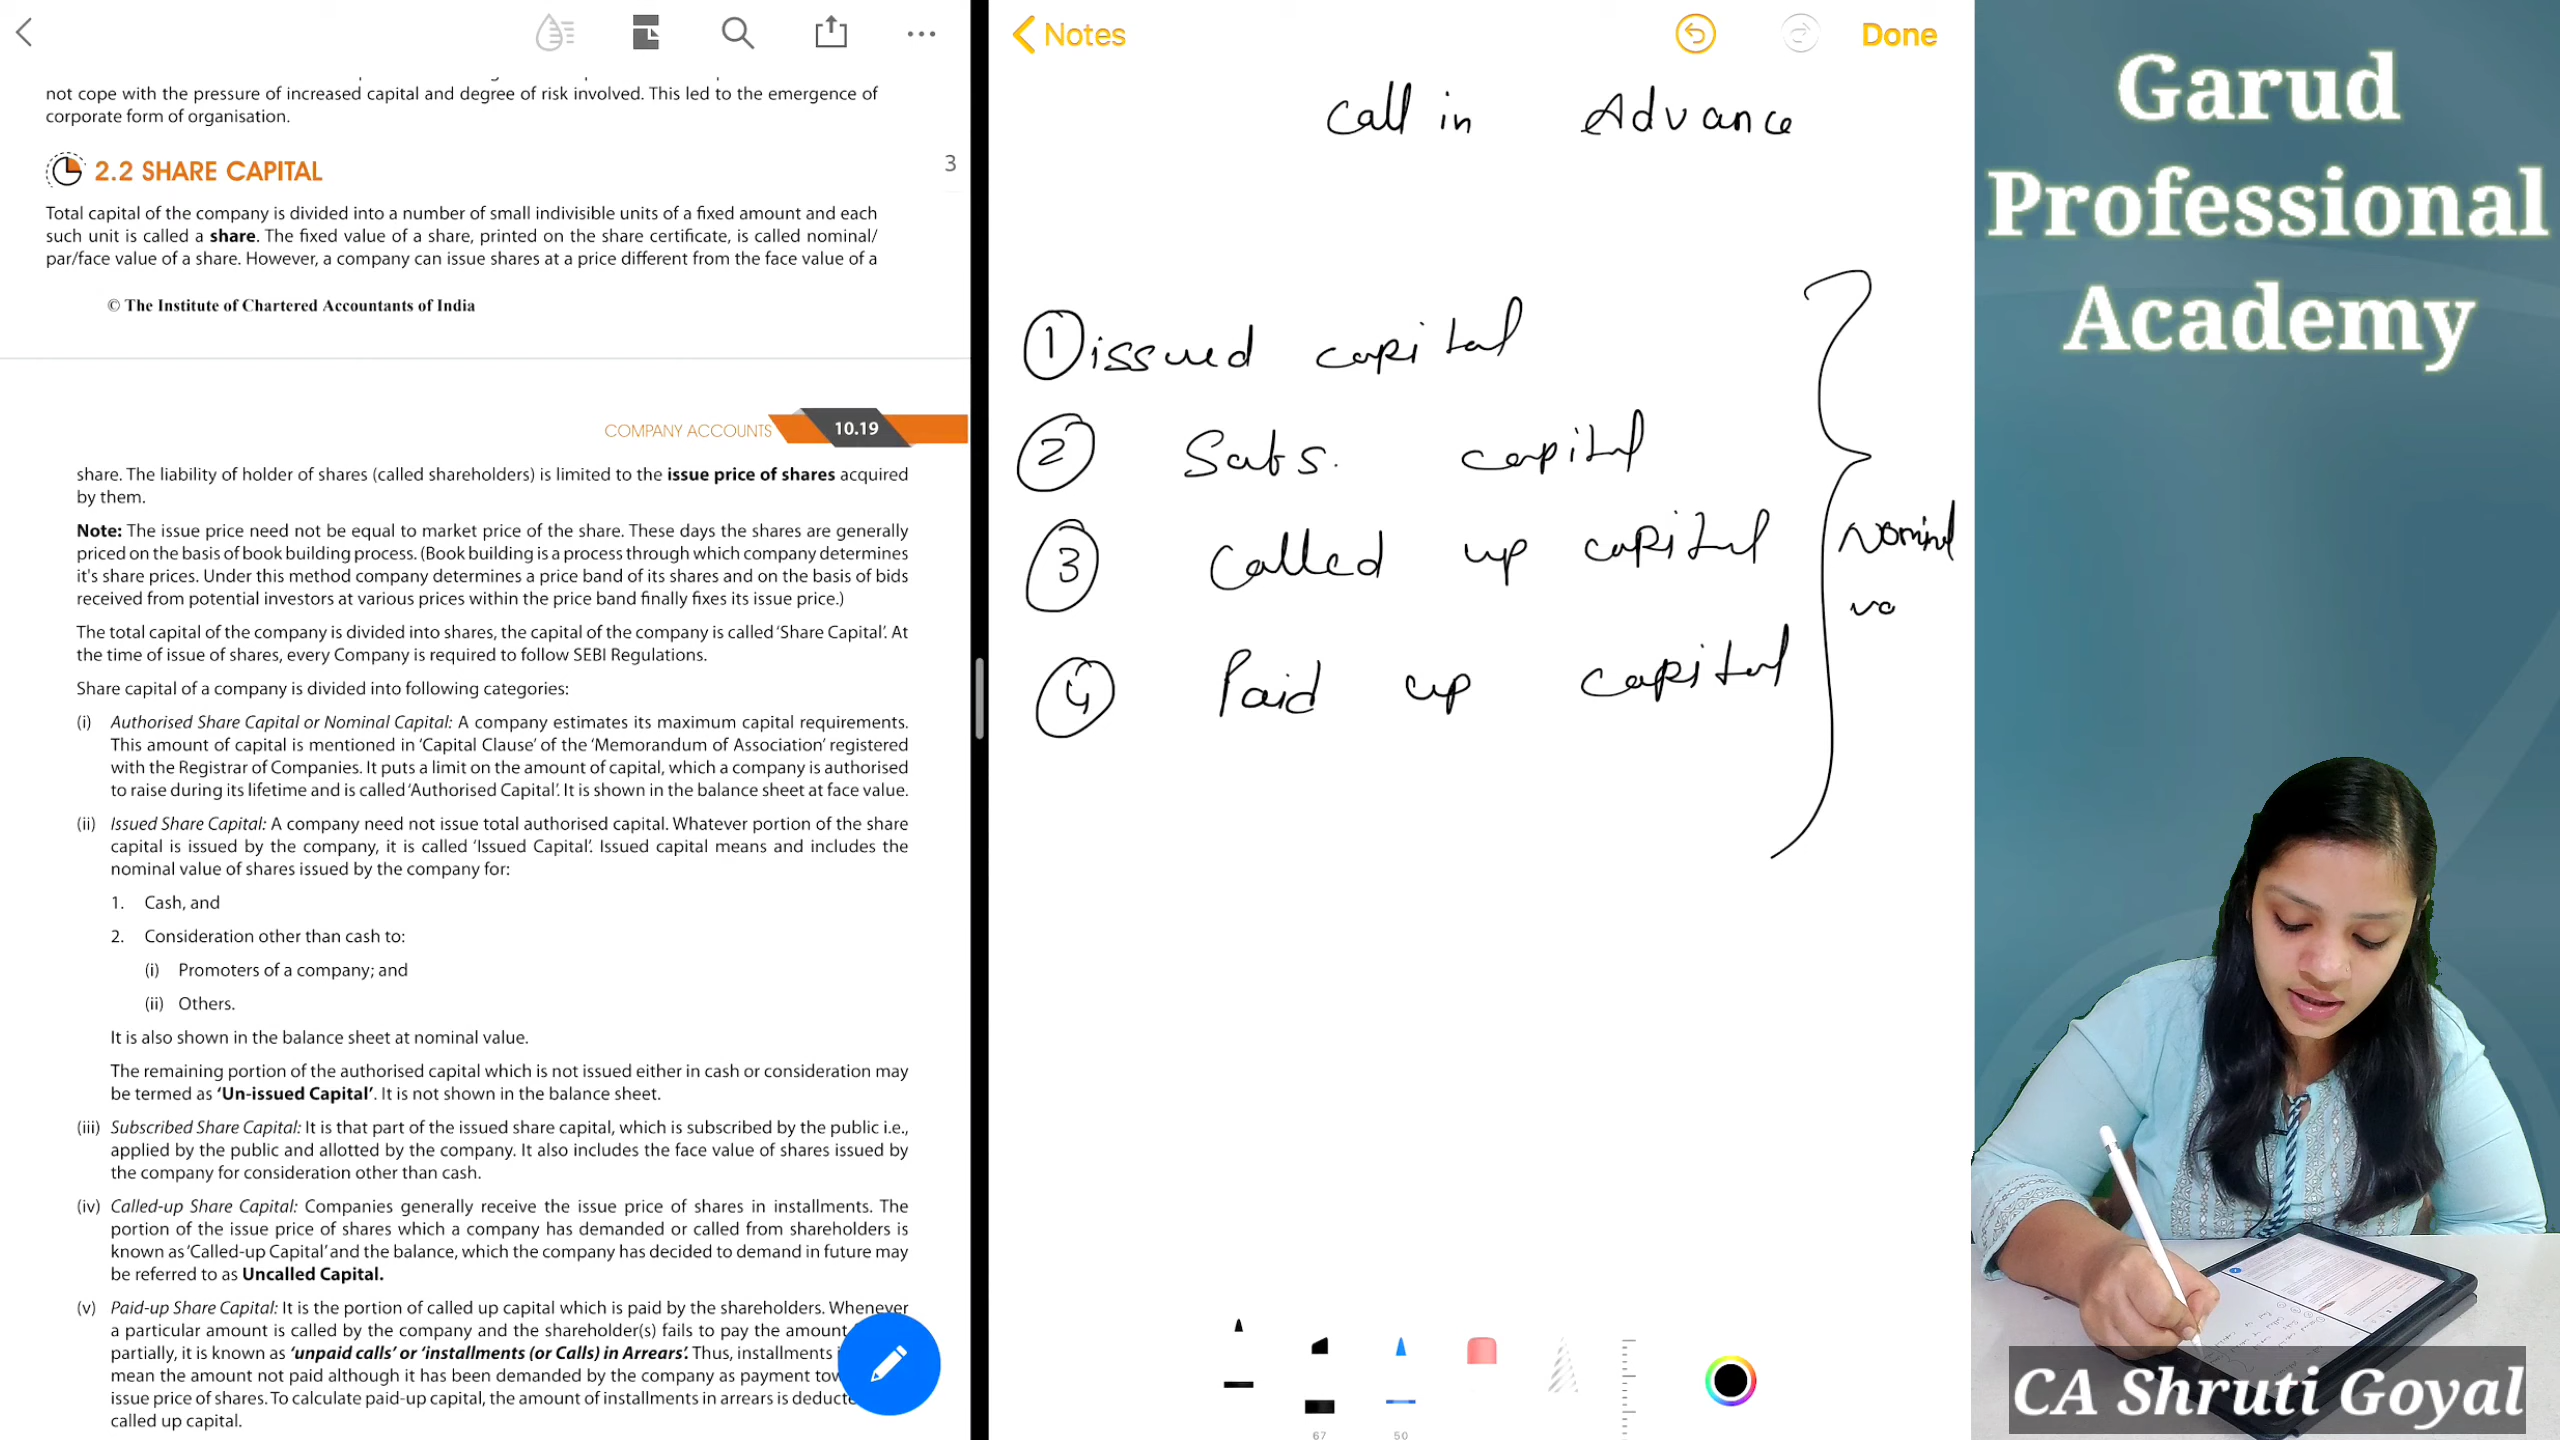 not cope with the pressure of increased capital and degree of risk involved. This led to the emergence of
corporate form of organisation.
2.2 SHARE CAPITAL
3
Total capital of the company is divided into a number of small indivisible units of a fixed amount and each
such unit is called a share. The fixed value of a share, printed on the share certificate, is called nominal/
par/face value of a share. However, a company can issue shares at a price different from the face value of a
© The Institute of Chartered Accountants of India
COMPANY ACCOUNTS 10.19
share. The liability of holder of shares (called shareholders) is limited to the issue price of shares acquired
by them.
Note: The issue price need not be equal to market price of the share. These days the shares are generally
priced on the basis of book building process. (Book building is a process through which company determines
it's share prices. Under this method company determines a price band of its shares and on the basis of bids
received from potential investors at various prices within the price band finally fixes its issue price.)
The total capital of the company is divided into shares, the capital of the company is called 'Share Capital'. At
the time of issue of shares, every Company is required to follow SEBI Regulations.
Share capital of a company is divided into following categories:
(i) Authorised Share Capital or Nominal Capital: A company estimates its maximum capital requirements.
This amount of capital is mentioned in 'Capital Clause' of the 'Memorandum of Association' registered
with the Registrar of Companies. It puts a limit on the amount of capital, which a company is authorised
to raise during its lifetime and is called 'Authorised Capital'. It is shown in the balance sheet at face value.
(ii) Issued Share Capital: A company need not issue total authorised capital. Whatever portion of the share
capital is issued by the company, it is called 'Issued Capital'. Issued capital means and includes the
nominal value of shares issued by the company for:
1. Cash, and
2. Consideration other than cash to:
(i) Promoters of a company; and
(ii) Others.
It is also shown in the balance sheet at nominal value.
The remaining portion of the authorised capital which is not issued either in cash or consideration may
be termed as 'Un-issued Capital'. It is not shown in the balance sheet.
(iii) Subscribed Share Capital: It is that part of the issued share capital, which is subscribed by the public i.e.,
applied by the public and allotted by the company. It also includes the face value of shares issued by
the company for consideration other than cash.
(iv) Called-up Share Capital: Companies generally receive the issue price of shares in installments. The
portion of the issue price of shares which a company has demanded or called from shareholders is
known as 'Called-up Capital' and the balance, which the company has decided to demand in future may
be referred to as Uncalled Capital.
(v) Paid-up Share Capital: It is the portion of called up capital which is paid by the shareholders. Whenever
a particular amount is called by the company and the shareholder(s) fails to pay the amount
partially, it is known as 'unpaid calls' or 'installments (or Calls) in Arrears'. Thus, installments
mean the amount not paid although it has been demanded by the company as payment
issue price of shares. To calculate paid-up capital, the amount of installments in arrears is
called up capital.
Notes
Done
Call in Advance
1 issued capital
2 Subs. capital
3 Called up capital
4 Paid up capital
Nominal
va
67
50
Garud
Professional
Academy
CA Shruti Goyal